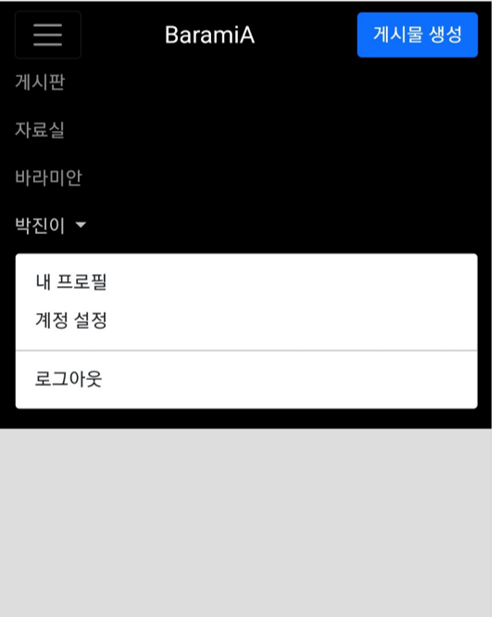 BaramiA
게시물 생성
게시판
자료실
바라미안
박진이
내 프로필
계정 설정
로그아웃